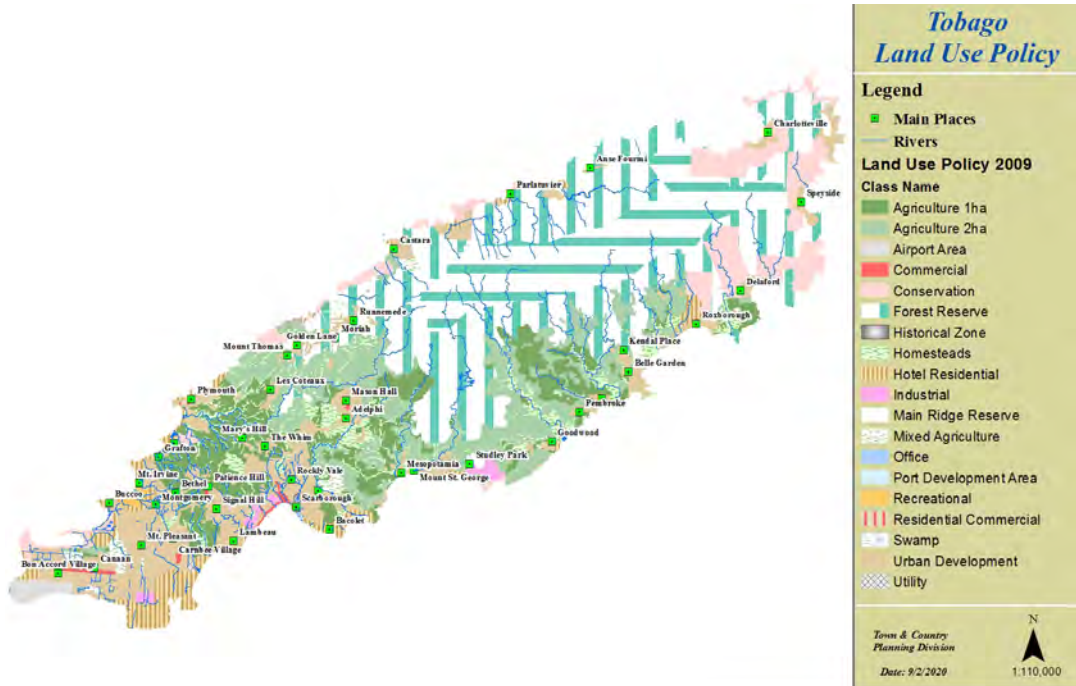 Tobago
Land Use Policy
Legend
Main Places
Rivers
Land Use Policy 2009
Class Name
Agriculture 1ha
Agriculture 2ha
Airport Area
Commercial
Conservation
Forest Reserve
Historical Zone
Homesteads
Hotel Residential
Industrial
Main Ridge Reserve
Mixed Agriculture
Office
Port Development Area
Recreational
Residential Commercial
Swamp
Urban Development
Utility
Town & Country
Planning Division
Date: 9/2/2020
N
1:110,000
Charlotteville
Anse Fourmi
Parlatuvier
Speyside
Castara
Delaford
Runnemede
Roxborough
Moriah
Golden Lane
Kendal Place
Mount Thomas
Belle Garden
Les Coteaux
Plymouth
Mason Hall
Pembroke
Adelphi
Mary's Hill
The Whim
Goodwood
Grafton
Studley Park
Mesopotamia
Mount St. George
Mt. Irvine
Patience Hill
Rockly Vale
Bethel
Buccoo
Montgomery
Signal Hill
Scarborough
Bacolet
Lambeau
Mt. Pleasant
Carnbee Village
Canaan
Bon Accord Village